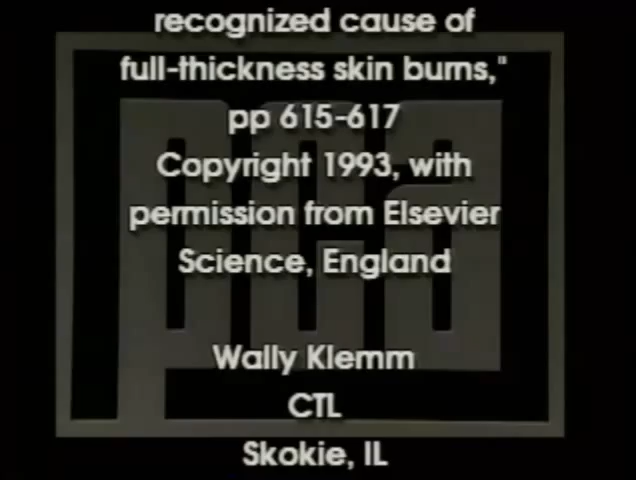 recognized cause of
full-thickness skin burns,"
pp 615-617
Copyright 1993, with
permission from Elsevier
Science, England
Wally Klemm
CTL
Skokie, IL
pca